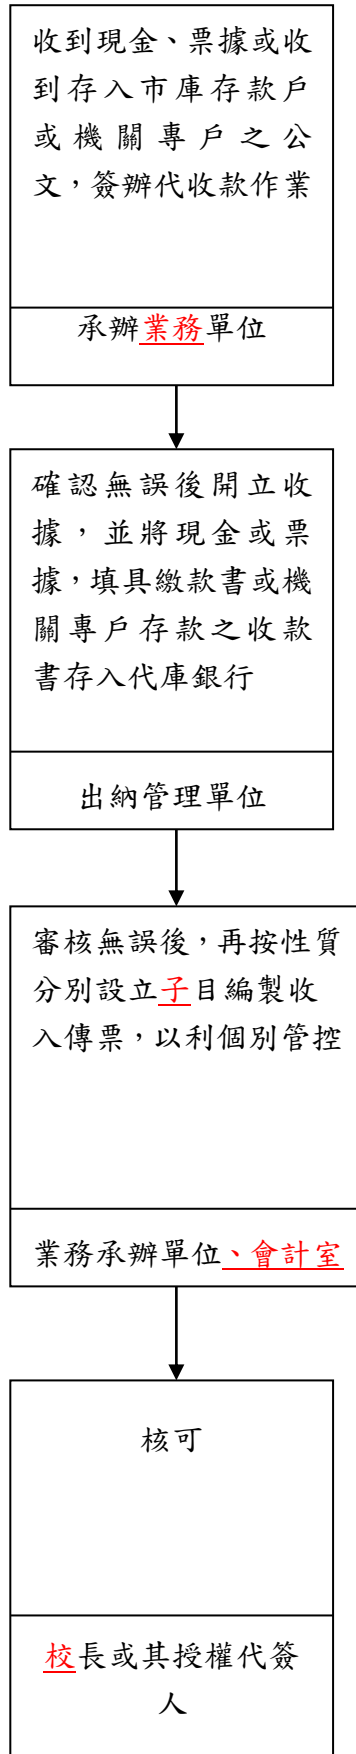 收到現金、票據或收
到存入市庫存款戶
或機關專戶之公
文，簽辦代收款作業
承辦業務單位
確認無誤後開立收
據，並將現金或票
據，填具繳款書或機
關專戶存款之收款
書存入代庫銀行
出納管理單位
審核無誤後，再按性質
分別設立子目編製收
入傳票，以利個別管控
業務承辦單位、會計室
核可
校長或其授權代簽
人